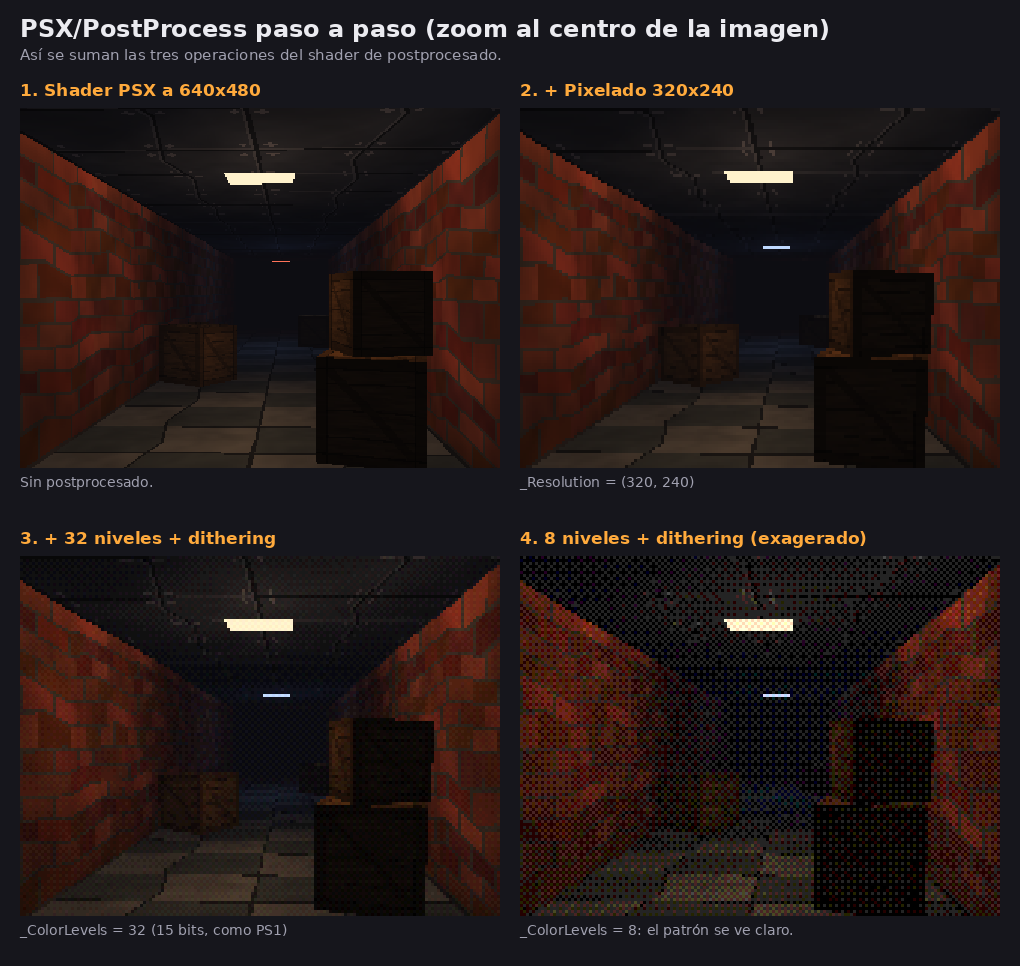 PSX/PostProcess paso a paso (zoom al centro de la imagen)
Así se suman las tres operaciones del shader de postprocesado.
1. Shader PSX a 640x480
2. + Pixelado 320x240
Sin postprocesado.
_Resolution = (320, 240)
3. + 32 niveles + dithering
4. 8 niveles + dithering (exagerado)
_ColorLevels = 32 (15 bits, como PS1)
_ColorLevels = 8: el patrón se ve claro.